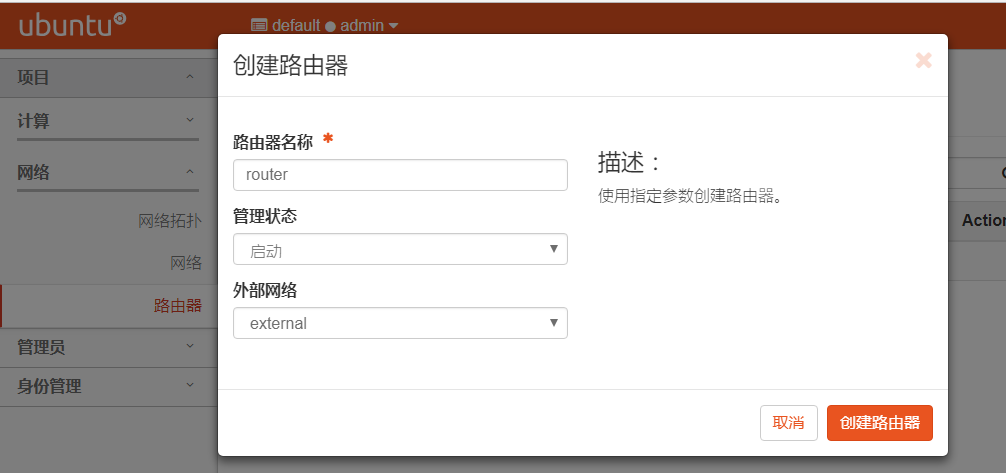 ubuntu
default admin
项目
计算
网络
网络拓扑
网络
路由器
管理员
身份管理
创建路由器
路由器名称 *
router
管理状态
启动
外部网络
external
描述：
使用指定参数创建路由器。
取消
创建路由器
Action